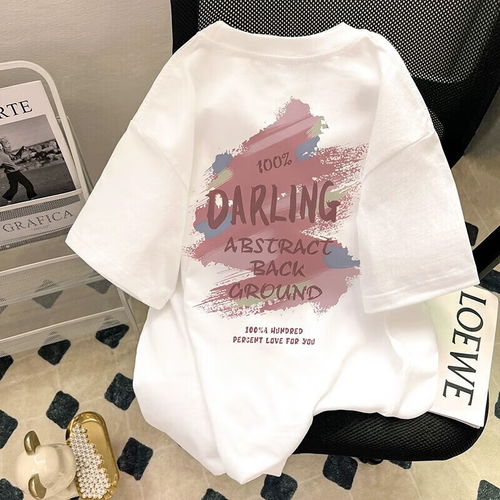 100%
DARLING
ABSTRACT
BACK
GROUND
100%A HUNDRED
PERCENT LOVE FOR YOU
RTE
GRAFICA
LOEWE